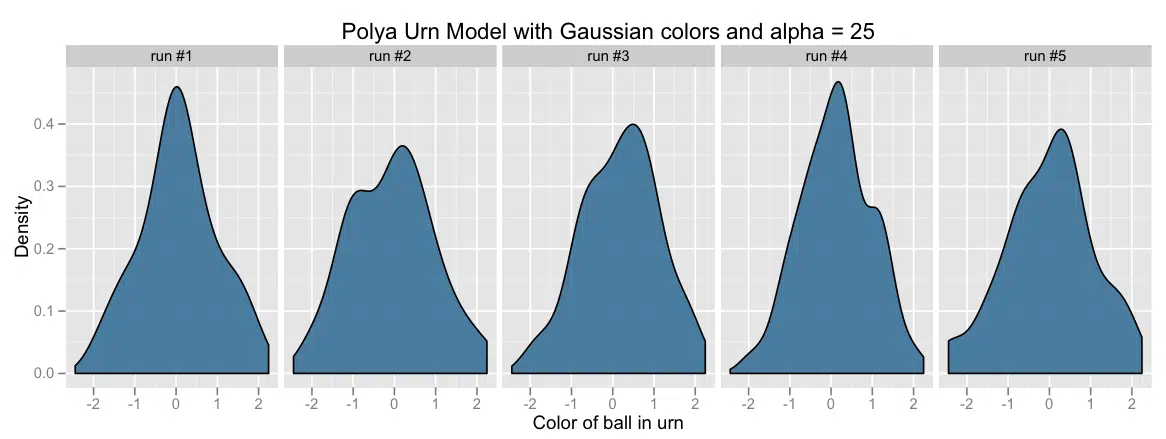 Polya Urn Model with Gaussian colors and alpha = 25
run #1 run #2 run #3 run #4 run #5
0.4
0.3
0.2
0.1
0.0
Density
-2 -1 0 1 2 -2 -1 0 1 2 -2 -1 0 1 2 -2 -1 0 1 2 -2 -1 0 1 2
Color of ball in urn